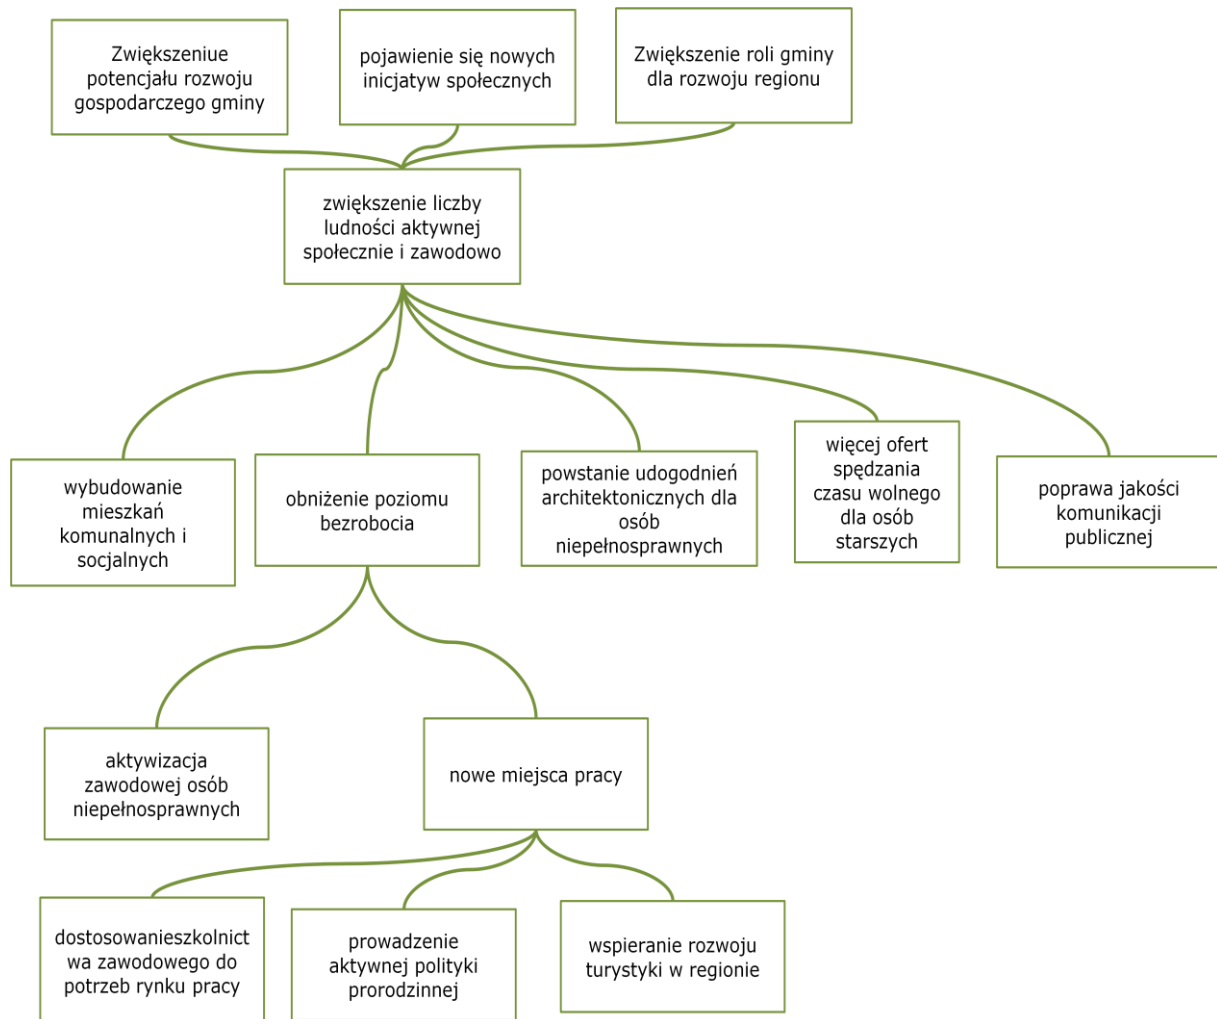 Zwiększeniue
potencjału rozwoju
gospodarczego gminy
pojawienie się nowych
inicjatyw społecznych
Zwiększenie roli gminy
dla rozwoju regionu
zwiększenie liczby
ludności aktywnej
społecznie i zawodowo
wybudowanie
mieszkań
komunalnych i
socjalnych
obniżenie poziomu
bezrobocia
powstanie udogodnień
architektonicznych dla
osób
niepełnosprawnych
więcej ofert
spędzania
czasu wolnego
dla osób
starszych
poprawa jakości
komunikacji
publicznej
aktywizacja
zawodowej osób
niepełnosprawnych
nowe miejsca pracy
dostosowanieszkolnict
wa zawodowego do
potrzeb rynku pracy
prowadzenie
aktywnej polityki
prorodzinnej
wspieranie rozwoju
turystyki w regionie